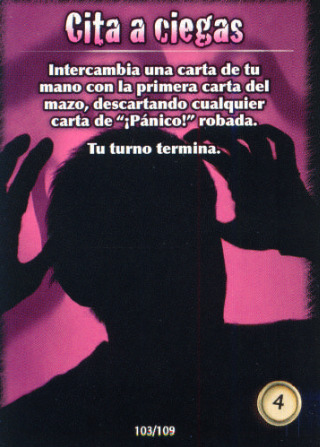 Cita a ciegas
Intercambia una carta de tu
mano con la primera carta del
mazo, descartando cualquier
carta de “¡Pánico!” robada.
Tu turno termina.
4
103/109